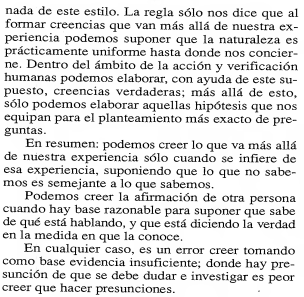 nada de este estilo. La regla sólo nos dice que al
formar creencias que van más allá de nuestra ex-
periencia podemos suponer que la naturaleza es
prácticamente uniforme hasta donde nos concier-
ne. Dentro del ámbito de la acción y verificación
humanas podemos elaborar, con ayuda de este su-
puesto, creencias verdaderas; más allá de esto,
sólo podemos elaborar aquellas hipótesis que nos
equipan para el planteamiento más exacto de pre-
guntas.
En resumen: podemos creer lo que va más allá
de nuestra experiencia sólo cuando se infiere de
esa experiencia, suponiendo que lo que no sabe-
mos es semejante a lo que sabemos.
Podemos creer la afirmación de otra persona
cuando hay base razonable para suponer que sabe
de qué está hablando, y que está diciendo la verdad
en la medida en que la conoce.
En cualquier caso, es un error creer tomando
como base evidencia insuficiente; donde hay pre-
sunción de que se debe dudar e investigar es peor
creer que hacer presunciones.